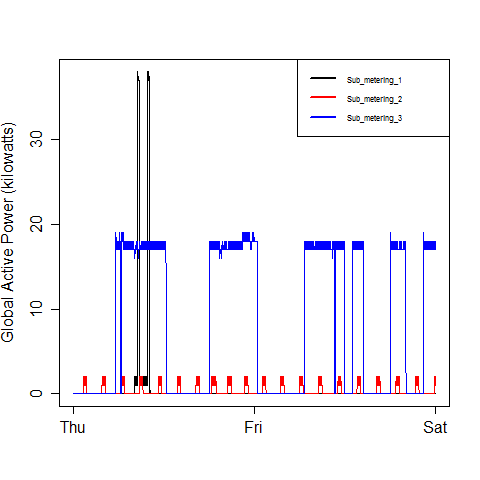 Global Active Power (kilowatts)
30
20
10
0
Sub_metering_1
Sub_metering_2
Sub_metering_3
Thu Fri Sat